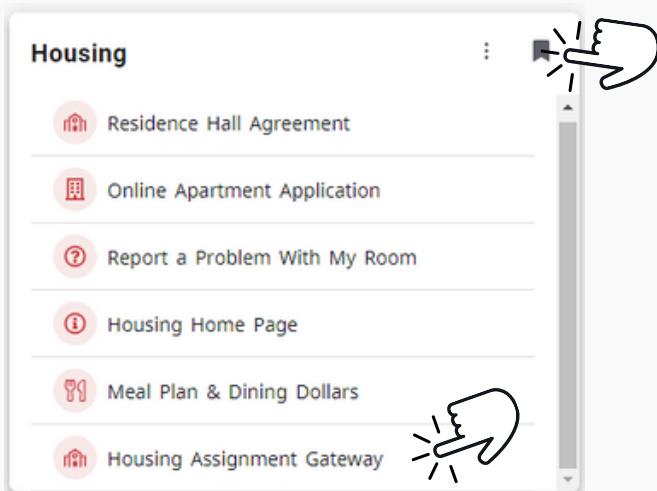 Housing
Residence Hall Agreement
Online Apartment Application
Report a Problem With My Room
Housing Home Page
Meal Plan & Dining Dollars
Housing Assignment Gateway